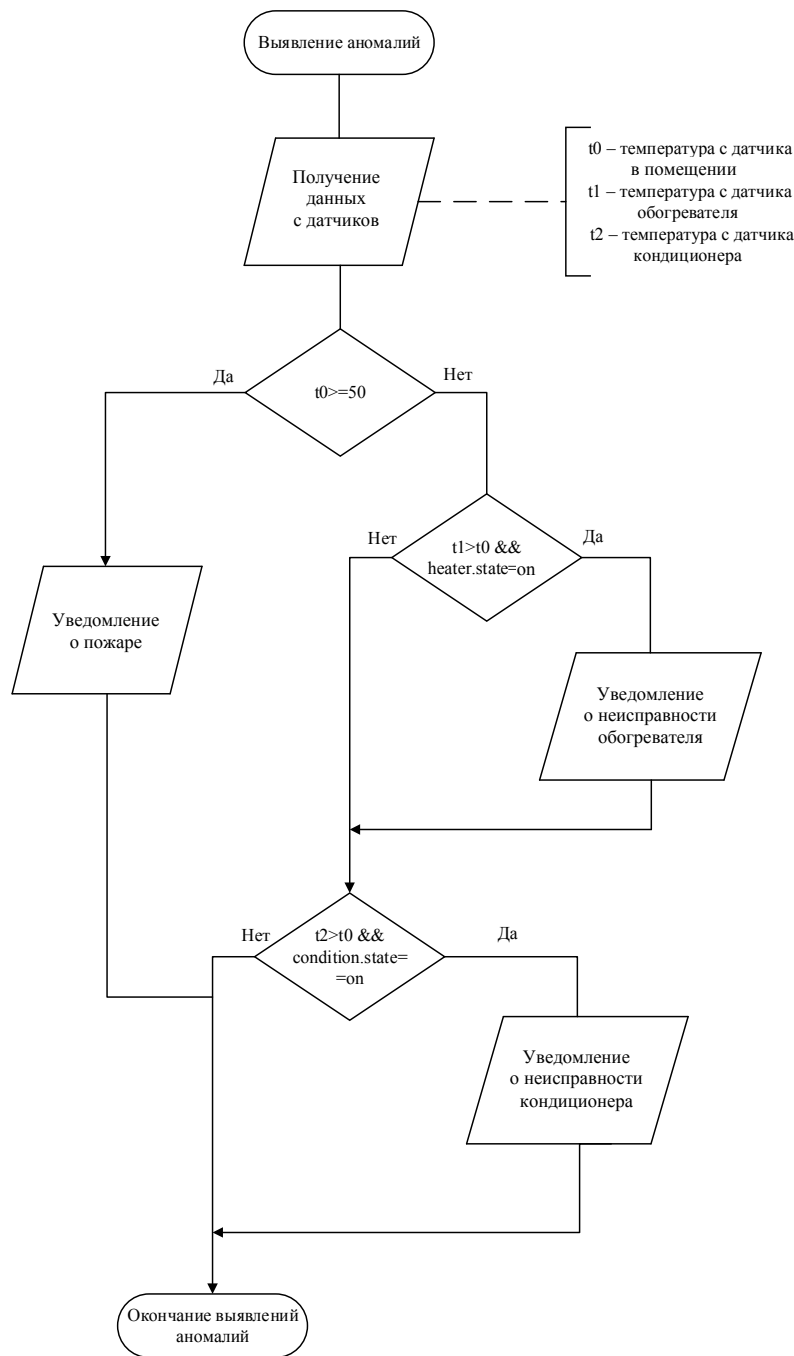 Выявление аномалий
Получение
данных
с датчиков
t0 – температура с датчика
в помещении
t1 – температура с датчика
обогревателя
t2 – температура с датчика
кондиционера
Да
t0>=50
Нет
Нет
t1>t0 &&
heater.state=on
Да
Уведомление
о пожаре
Уведомление
о неисправности
обогревателя
Нет
t2>t0 &&
condition.state=
=on
Да
Уведомление
о неисправности
кондиционера
Окончание выявлений
аномалий